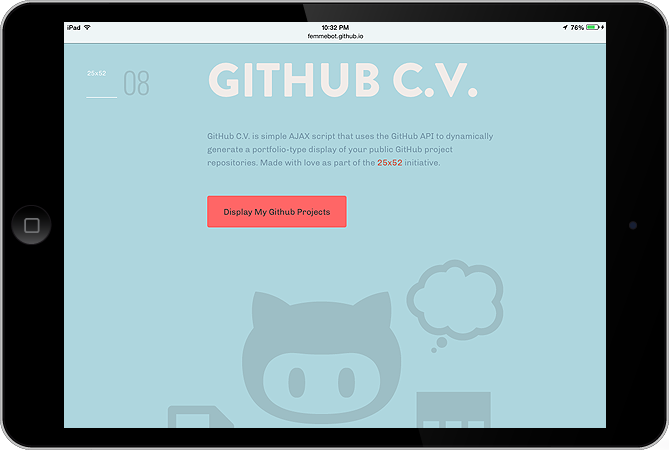 iPad 10:32 PM 76%
femmebot.github.io
25x52 08
GITHUB C.V.
GitHub C.V. is simple AJAX script that uses the GitHub API to dynamically
generate a portfolio-type display of your public GitHub project
repositories. Made with love as part of the 25x52 initiative.
Display My Github Projects